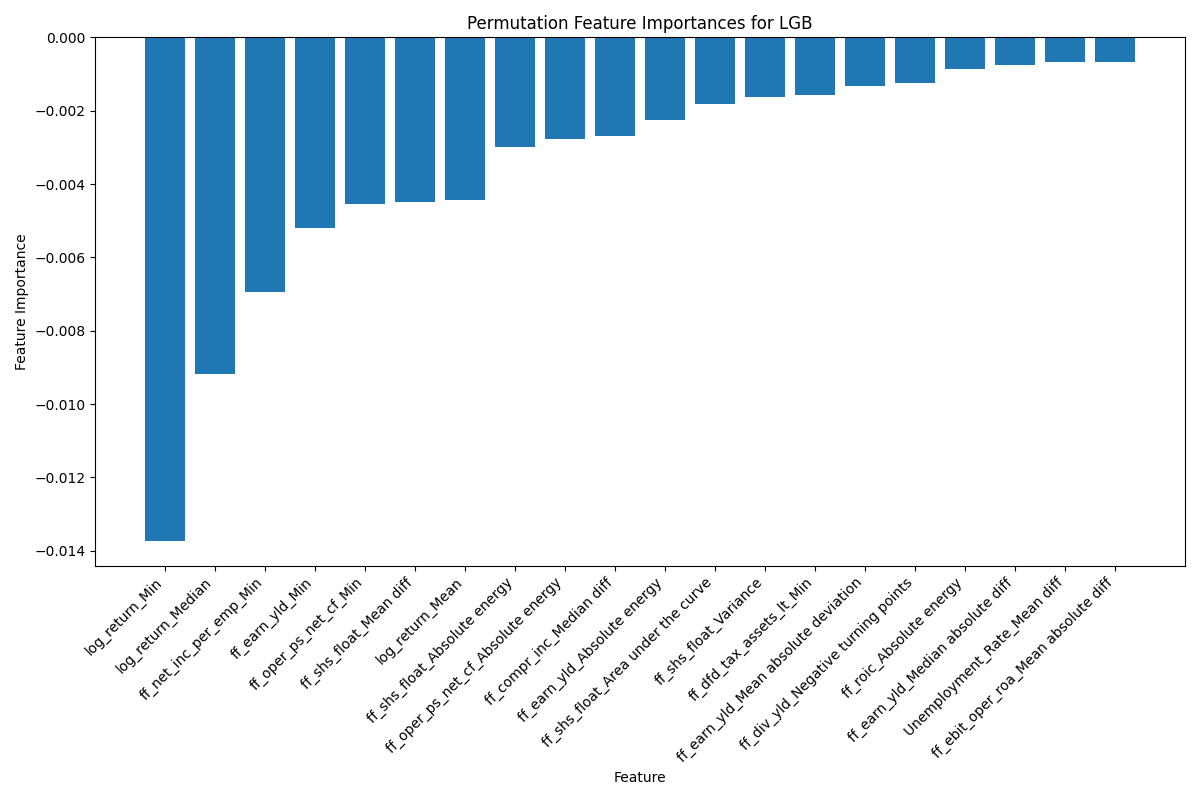 Permutation Feature Importances for LGB
0.000
−0.002
−0.004
−0.006
−0.008
−0.010
−0.012
−0.014
Feature Importance
log_return_Min
log_return_Median
ff_net_inc_per_emp_Min
ff_earn_yld_Min
ff_oper_ps_net_cf_Min
ff_shs_float_Mean diff
log_return_Mean
ff_shs_float_Absolute energy
ff_oper_ps_net_cf_Absolute energy
ff_compr_inc_Median diff
ff_earn_yld_Absolute energy
ff_shs_float_Area under the curve
ff_shs_float_Variance
ff_dfd_tax_assets_lt_Min
ff_earn_yld_Mean absolute deviation
ff_div_yld_Negative turning points
ff_roic_Absolute energy
ff_earn_yld_Median absolute diff
Unemployment_Rate_Mean diff
ff_ebit_oper_roa_Mean absolute diff
Feature